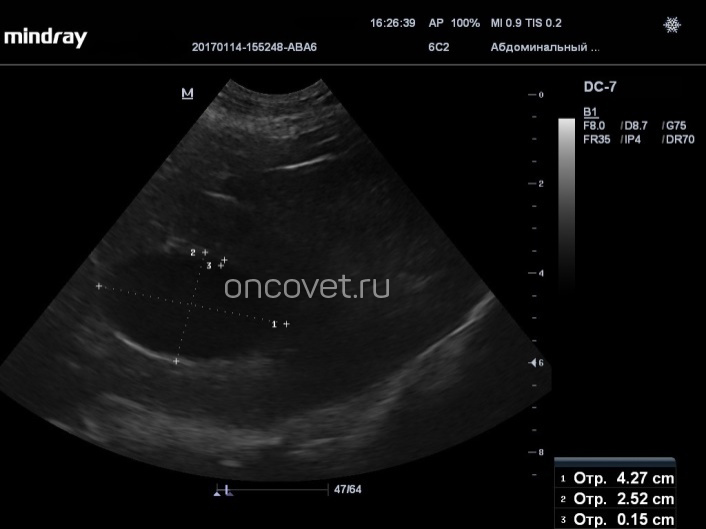 mindray
16:26:39 AP 100% MI 0.9 TIS 0.2
20170114-155248-ABA6 6C2 Абдоминальный ...
M
DC-7
B1
F8.0 /D8.7 /G75
FR35 /IP4 /DR70
0
2
4
6
8
2
3
1
oncovet.ru
47/64
1 Отр. 4.27 cm
2 Отр. 2.52 cm
3 Отр. 0.15 cm